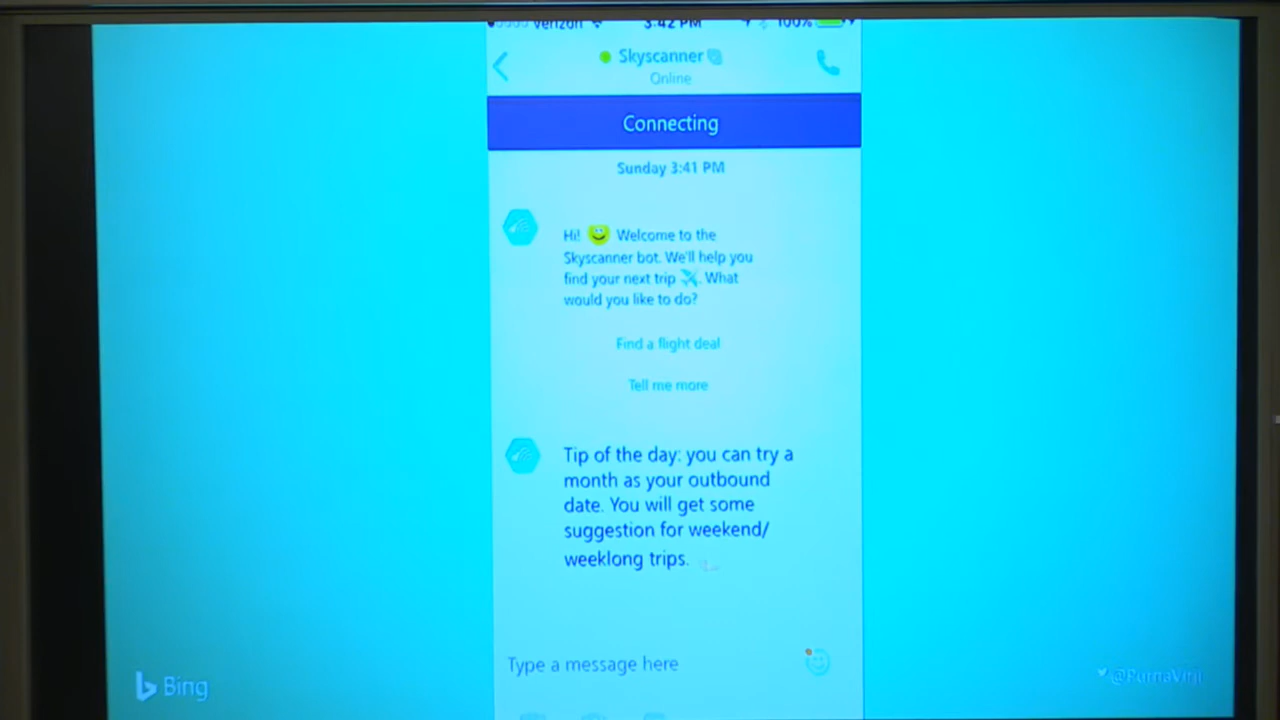 Verizon 3:42 PM 100%
Skyscanner
Online
Connecting
Sunday 3:41 PM
Hi! Welcome to the
Skyscanner bot. We'll help you
find your next trip . What
would you like to do?
Find a flight deal
Tell me more
Tip of the day: you can try a
month as your outbound
date. You will get some
suggestion for weekend/
weeklong trips.
Type a message here
Bing
@PurnaVirji